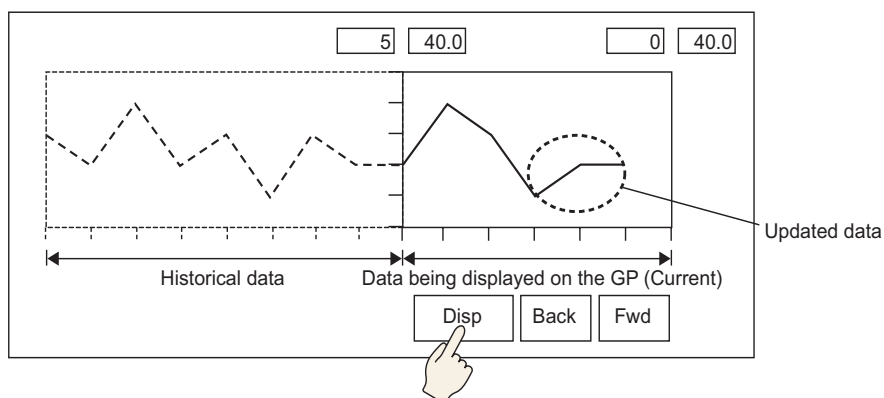 5 40.0 0 40.0
Updated data
Historical data Data being displayed on the GP (Current)
Disp Back Fwd